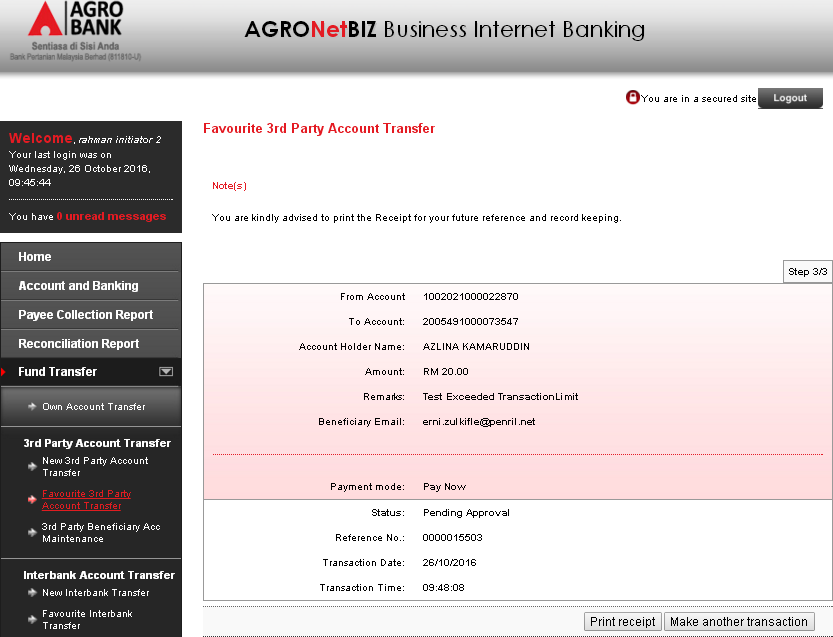 AGRO
BANK
Sentiasa di Sisi Anda
Bank Pertanian Malaysia Berhad (811810-U)
AGRONetBIZ Business Internet Banking
You are in a secured site
Logout
Welcome, rahman initiator 2
Your last login was on
Wednesday, 26 October 2016,
09:45:44
You have 0 unread messages
Home
Account and Banking
Payee Collection Report
Reconciliation Report
Fund Transfer
Own Account Transfer
3rd Party Account Transfer
New 3rd Party Account
Transfer
Favourite 3rd Party
Account Transfer
3rd Party Beneficiary Acc
Maintenance
Interbank Account Transfer
New Interbank Transfer
Favourite Interbank
Transfer
Favourite 3rd Party Account Transfer
Note(s)
You are kindly advised to print the Receipt for your future reference and record keeping.
Step 3/3
From Account 1002021000022870
To Account: 2005491000073547
Account Holder Name: AZLINA KAMARUDDIN
Amount: RM 20.00
Remarks: Test Exceeded TransactionLimit
Beneficiary Email: erni.zulkifle@penril.net
Payment mode: Pay Now
Status: Pending Approval
Reference No.: 0000015503
Transaction Date: 26/10/2016
Transaction Time: 09:48:08
Print receipt
Make another transaction